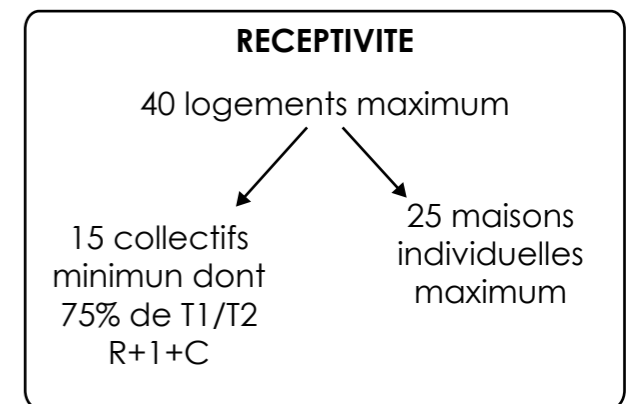 RECEPTIVITE
40 logements maximum
15 collectifs
minimun dont
75% de T1/T2
R+1+C
25 maisons
individuelles
maximum